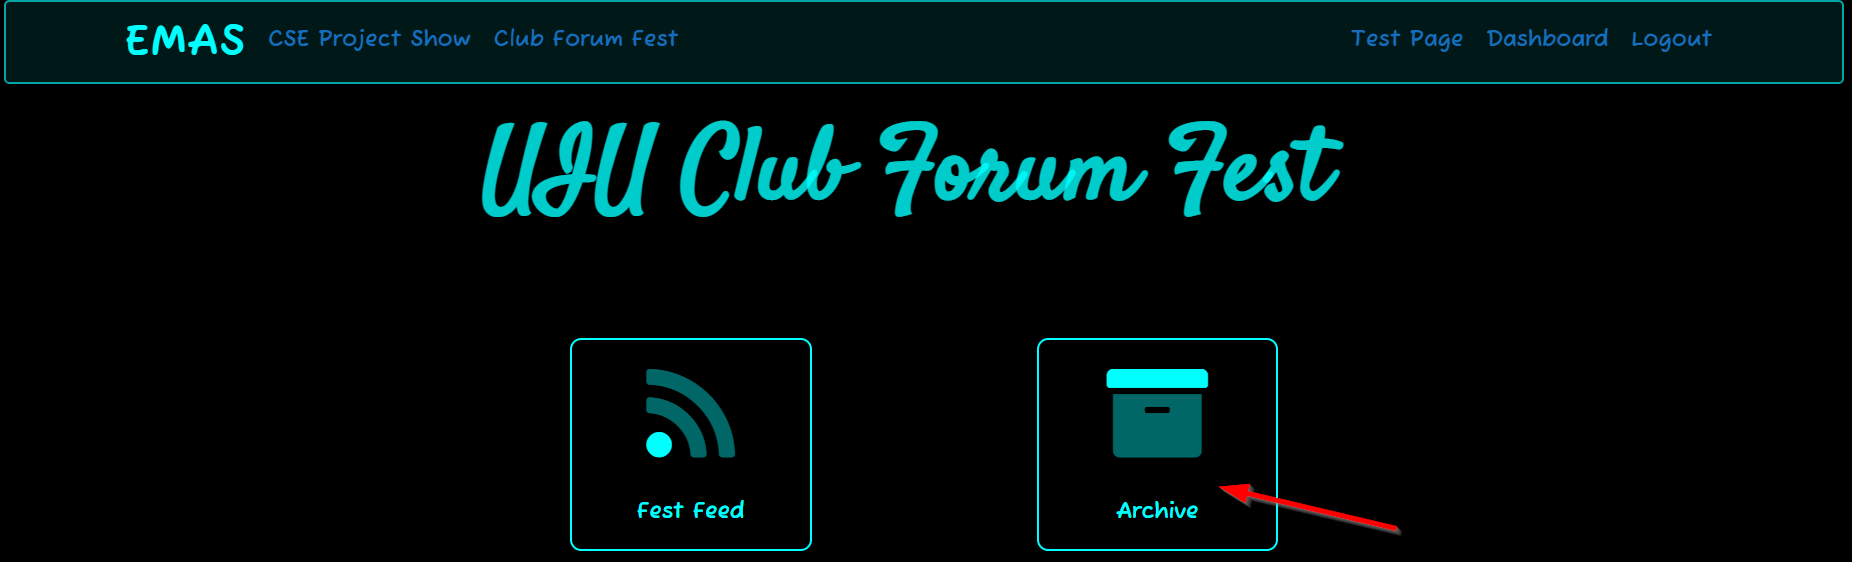 EMAS CSE Project Show Club Forum Fest Test Page Dashboard Logout
UIU Club Forum Fest
Fest Feed Archive